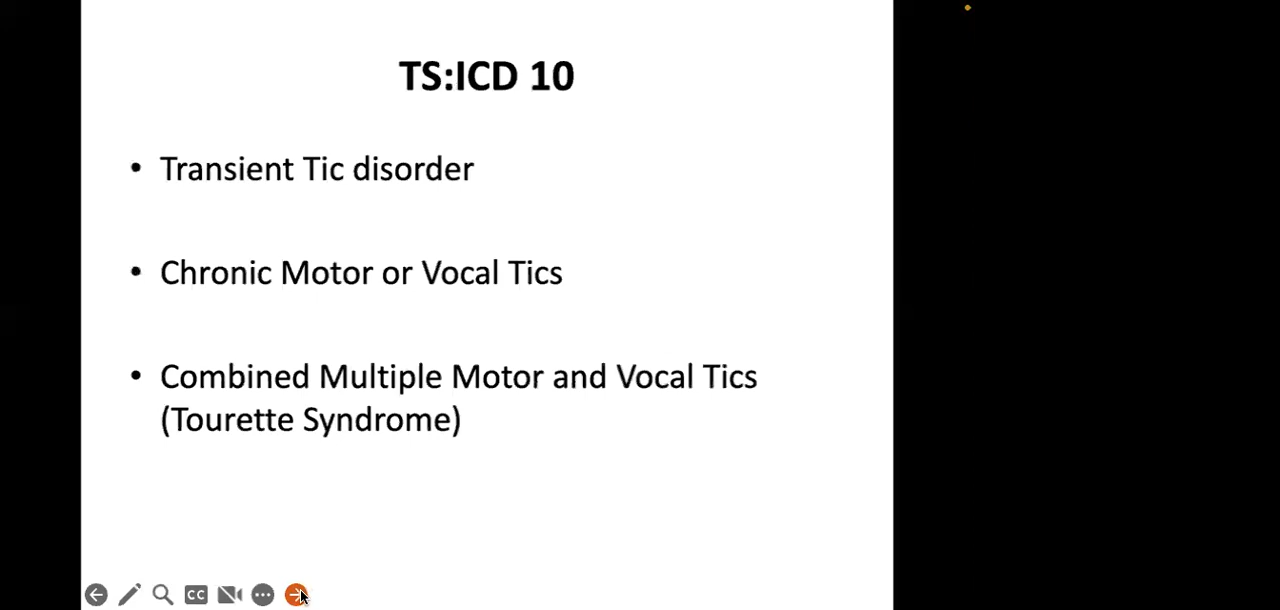 TS:ICD 10
• Transient Tic disorder
• Chronic Motor or Vocal Tics
• Combined Multiple Motor and Vocal Tics
(Tourette Syndrome)
CC